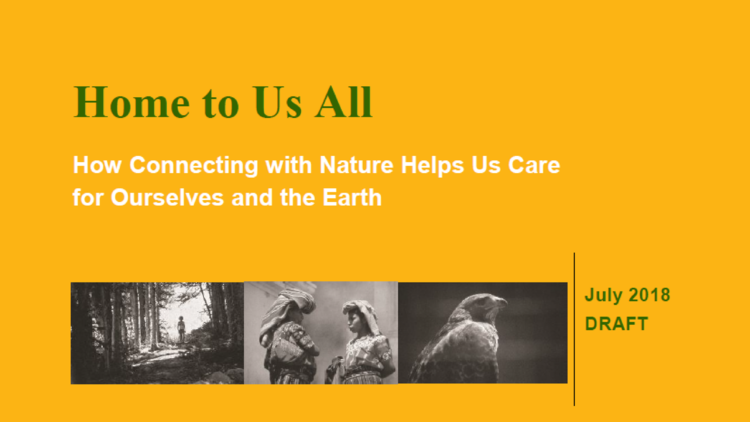 Home to Us All
How Connecting with Nature Helps Us Care
for Ourselves and the Earth
July 2018
DRAFT